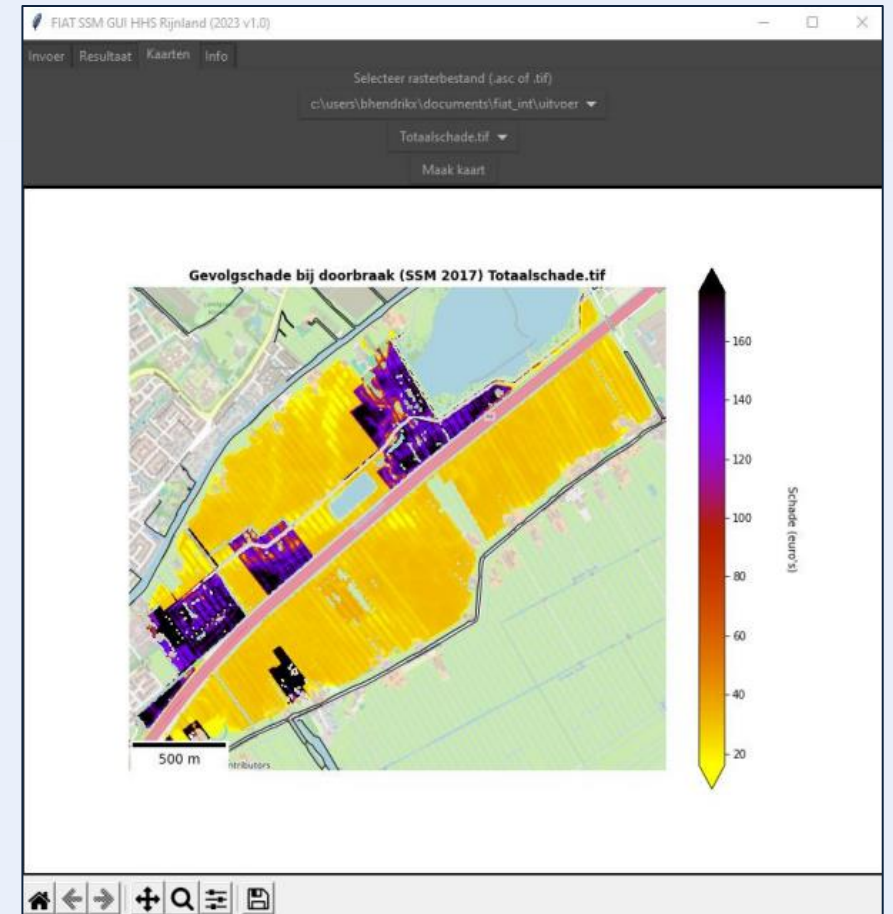 FIAT SSM GUI HHS Rijnland (2023 v1.0)
Invoer Resultaat Kaarten Info
Selecteer rasterbestand (.asc of .tif)
c:\users\bhendrikx\documents\fiat_int\uitvoer
Totaalschade.tif
Maak kaart
Gevolgschade bij doorbraak (SSM 2017) Totaalschade.tif
160
140
120
100
80
60
40
20
Schade (euro's)
500 m
ntributors